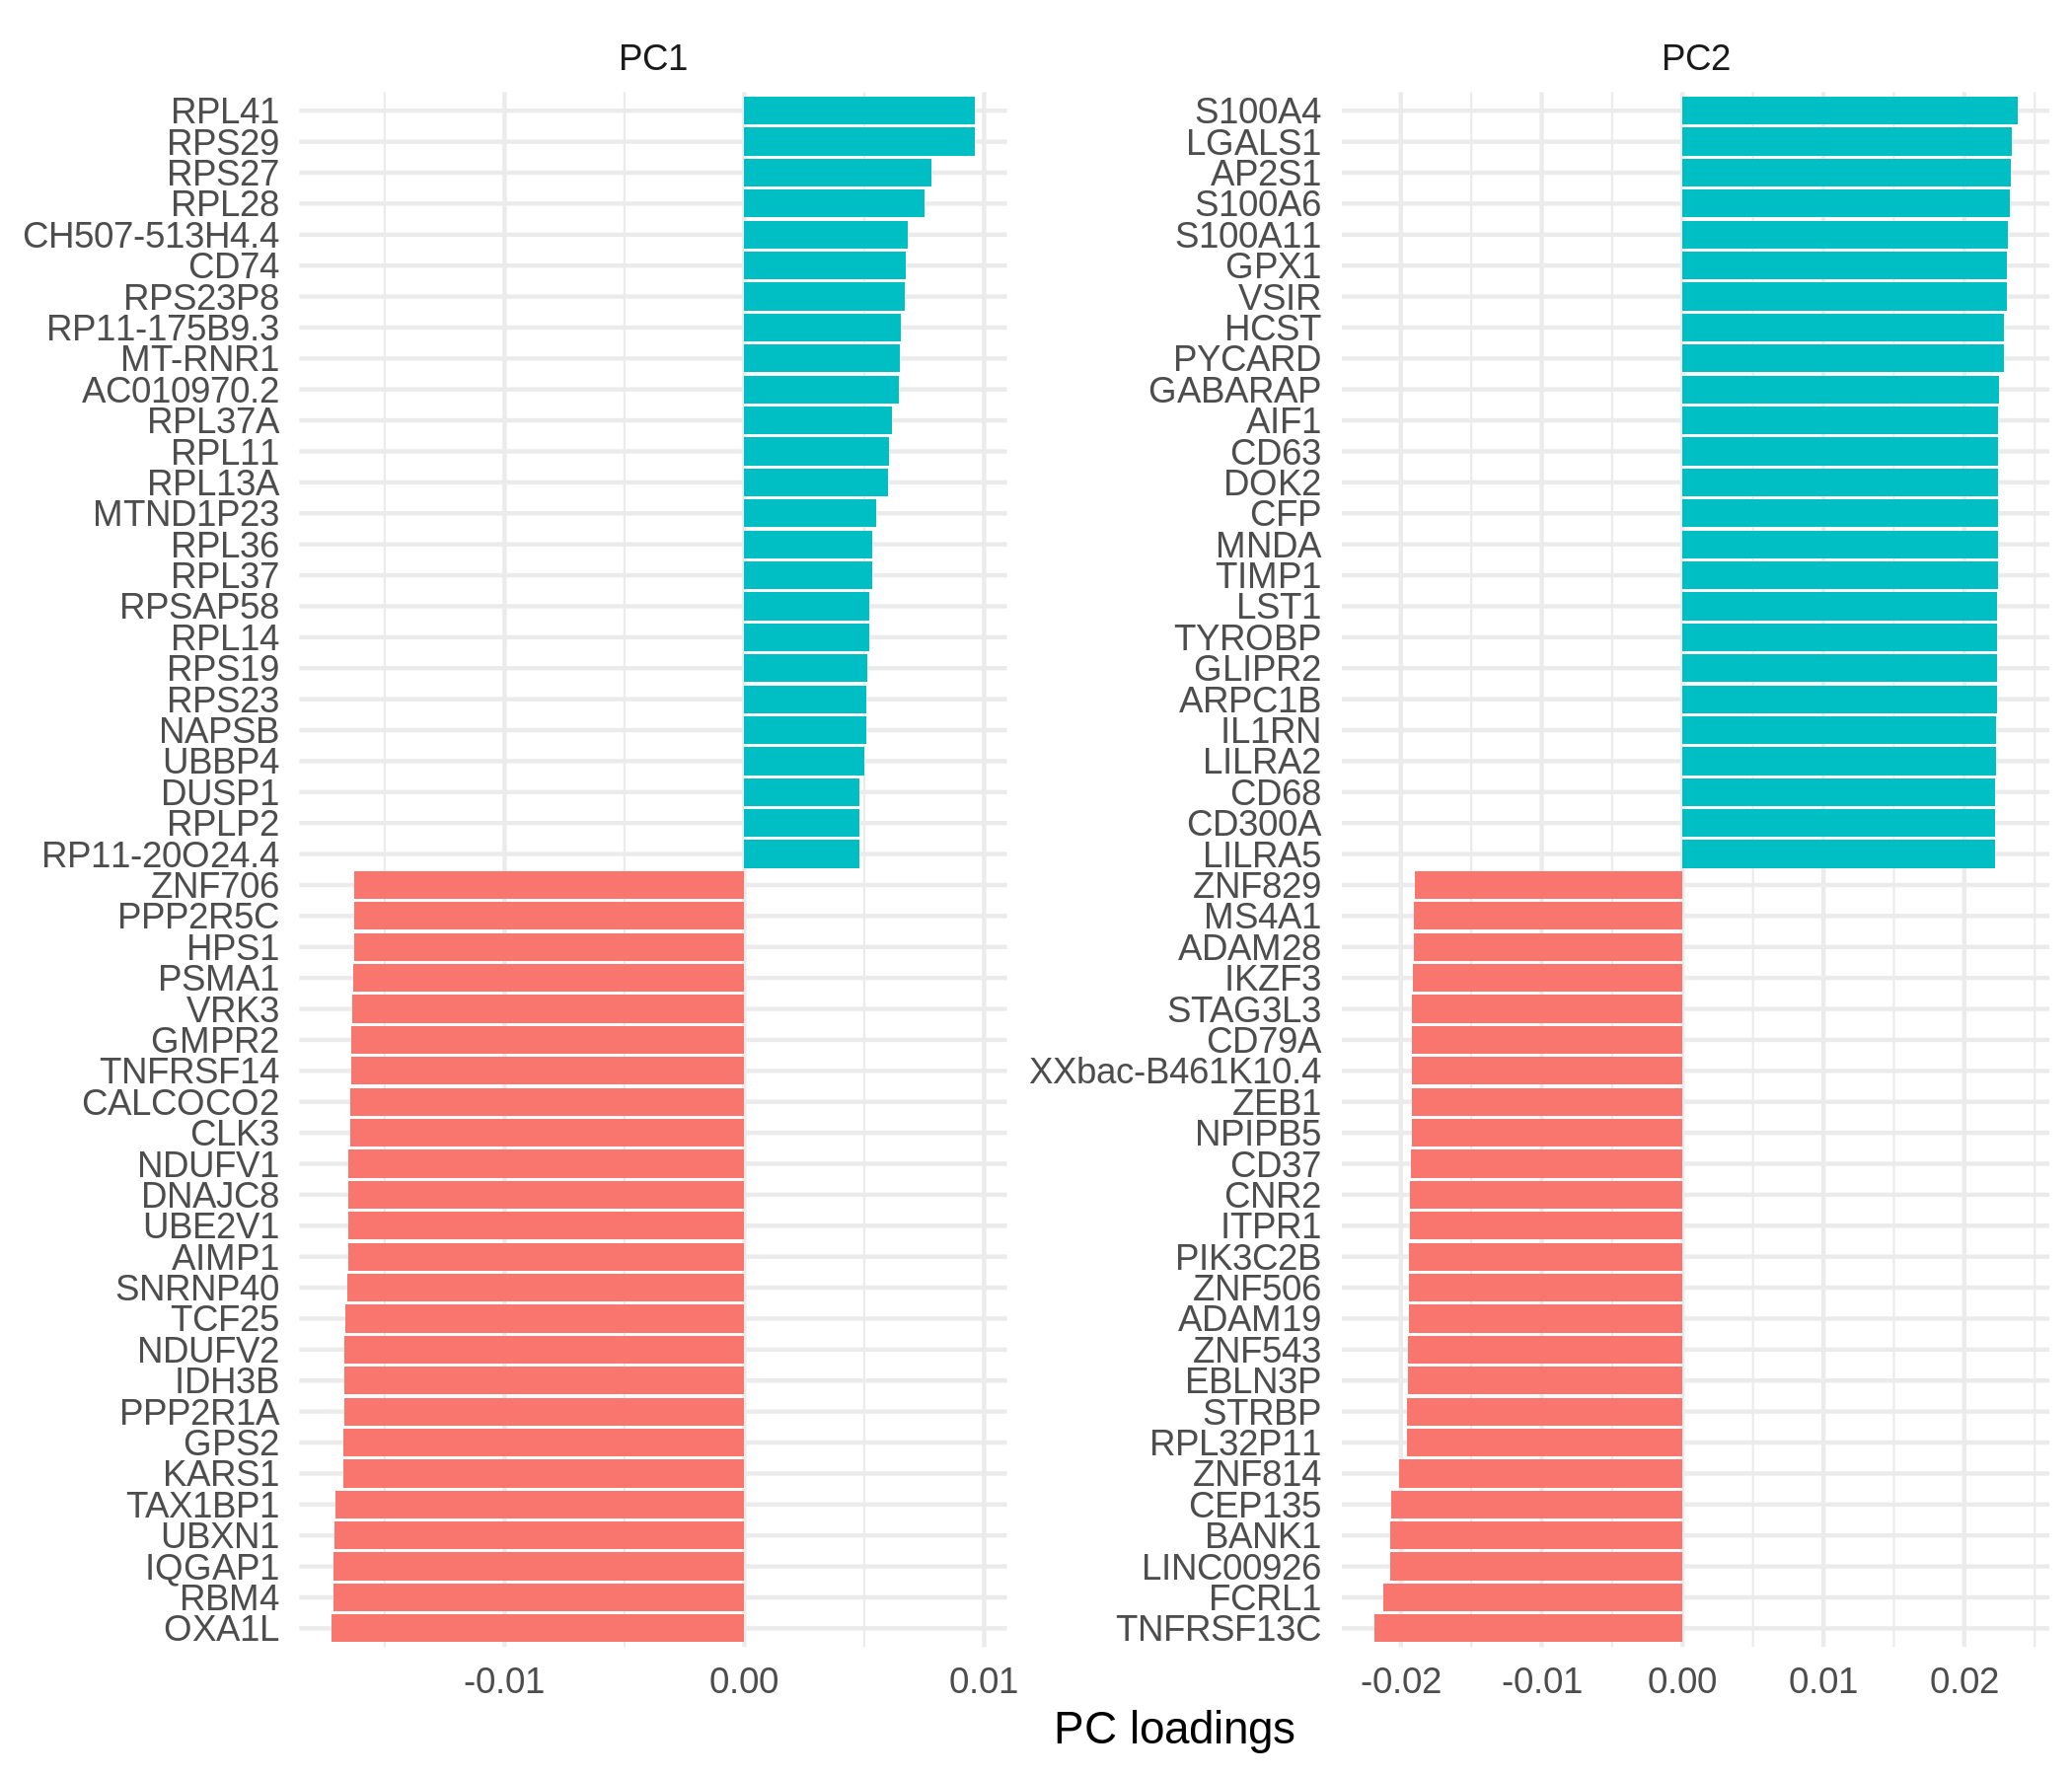 PC1
RPL41
RPS29
RPS27
RPL28
CH507-513H4.4
CD74
RPS23P8
RP11-175B9.3
MT-RNR1
AC010970.2
RPL37A
RPL11
RPL13A
MTND1P23
RPL36
RPL37
RPSAP58
RPL14
RPS19
RPS23
NAPSB
UBBP4
DUSP1
RPLP2
RP11-20O24.4
ZNF706
PPP2R5C
HPS1
PSMA1
VRK3
GMPR2
TNFRSF14
CALCOCO2
CLK3
NDUFV1
DNAJC8
UBE2V1
AIMP1
SNRNP40
TCF25
NDUFV2
IDH3B
PPP2R1A
GPS2
KARS1
TAX1BP1
UBXN1
IQGAP1
RBM4
OXA1L
-0.01 0.00 0.01
PC2
S100A4
LGALS1
AP2S1
S100A6
S100A11
GPX1
VSIR
HCST
PYCARD
GABARAP
AIF1
CD63
DOK2
CFP
MNDA
TIMP1
LST1
TYROBP
GLIPR2
ARPC1B
IL1RN
LILRA2
CD68
CD300A
LILRA5
ZNF829
MS4A1
ADAM28
IKZF3
STAG3L3
CD79A
XXbac-B461K10.4
ZEB1
NPIPB5
CD37
CNR2
ITPR1
PIK3C2B
ZNF506
ADAM19
ZNF543
EBLN3P
STRBP
RPL32P11
ZNF814
CEP135
BANK1
LINC00926
FCRL1
TNFRSF13C
-0.02 -0.01 0.00 0.01 0.02
PC loadings